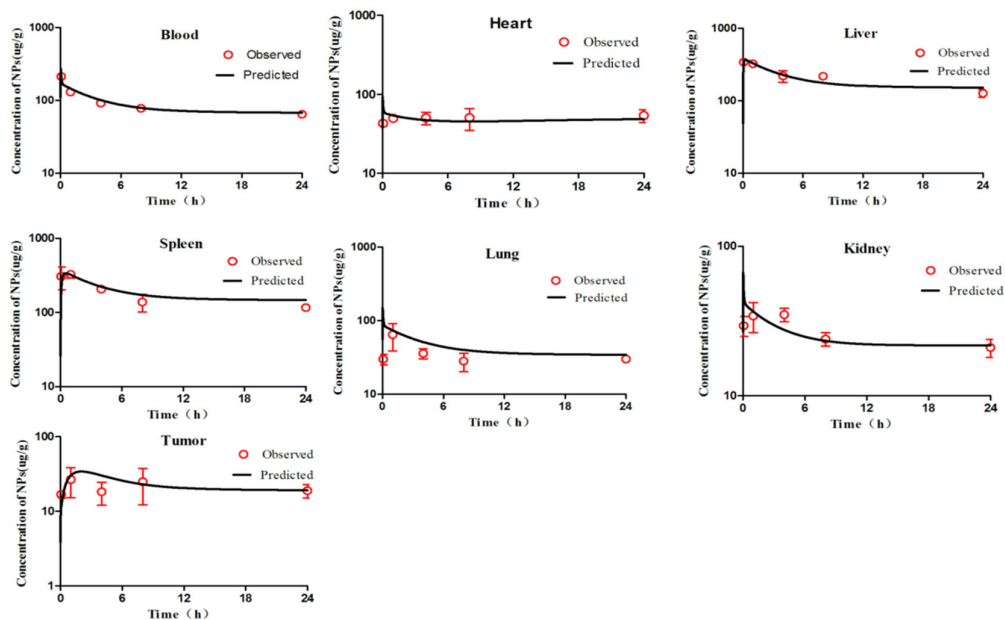 Blood
Concentration of NPs(ug/g)
1000
100
10
Observed
Predicted
0 6 12 18 24
Time（h）
Heart
Concentration of NPs(ug/g)
1000
100
10
Observed
Predicted
0 6 12 18 24
Time（h）
Liver
Concentration of NPs(ug/g)
1000
100
10
Observed
Predicted
0 6 12 18 24
Time（h）
Spleen
Concentration of NPs(ug/g)
1000
100
10
Observed
Predicted
0 6 12 18 24
Time（h）
Lung
Concentration of NPs(ug/g)
1000
100
10
Observed
Predicted
0 6 12 18 24
Time（h）
Kidney
Concentration of NPs(ug/g)
100
10
Observed
Predicted
0 6 12 18 24
Time（h）
Tumor
Concentration of NPs(ug/g)
100
10
1
Observed
Predicted
0 6 12 18 24
Time（h）